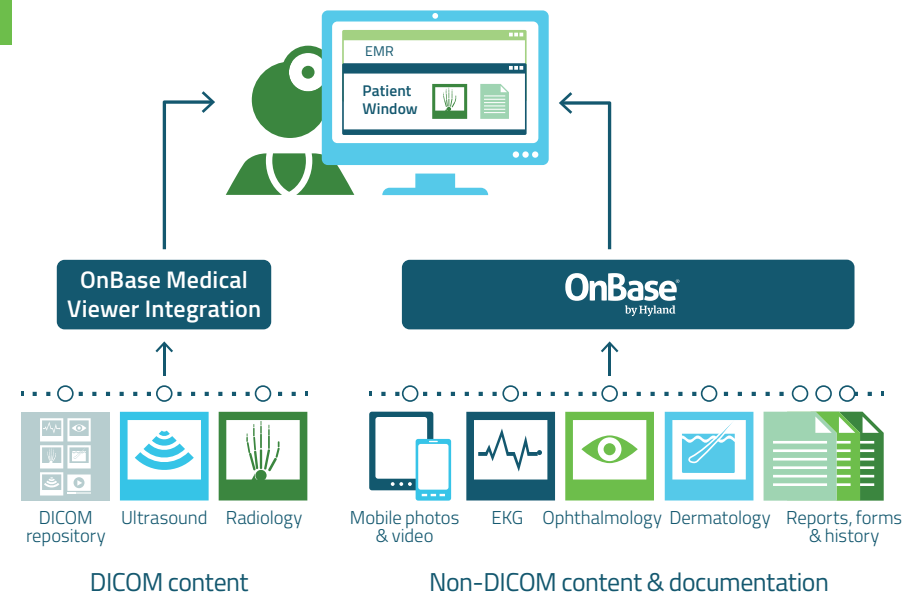 EMR
Patient
Window
OnBase Medical
Viewer Integration
OnBase®
by Hyland
DICOM
repository
Ultrasound
Radiology
Mobile photos
& video
EKG
Ophthalmology
Dermatology
Reports, forms
& history
DICOM content
Non-DICOM content & documentation